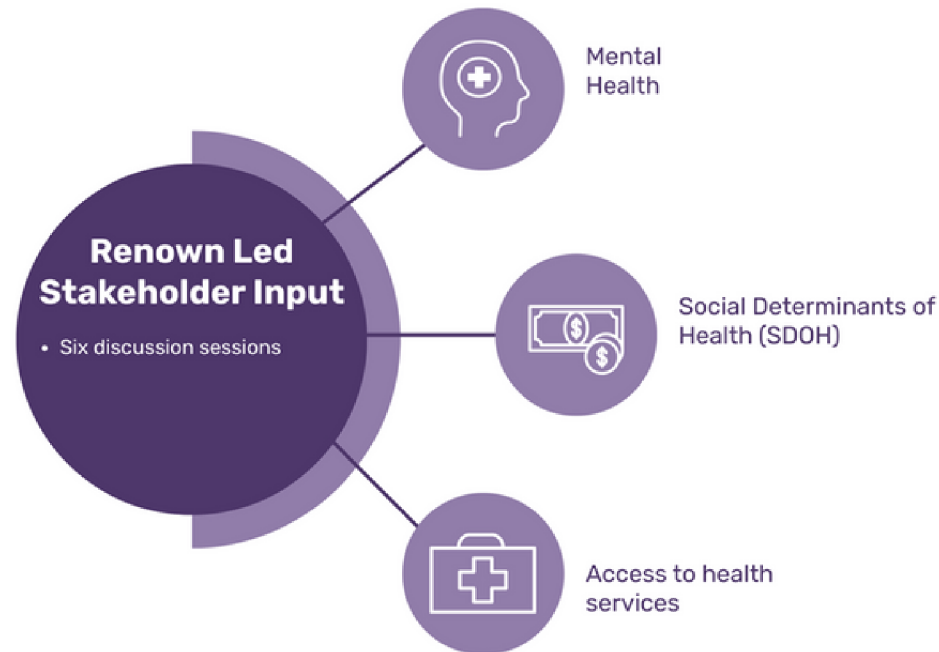 Renown Led
Stakeholder Input
• Six discussion sessions
Mental
Health
$
$
Social Determinants of
Health (SDOH)
Access to health
services